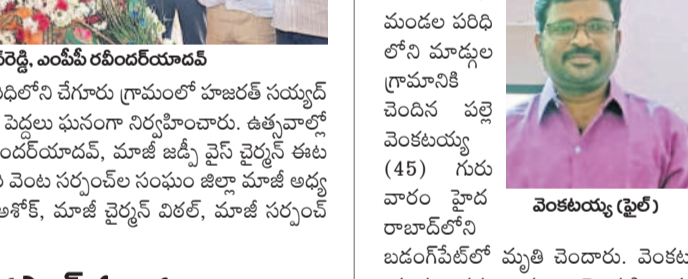 రెడ్డి, ఎంపీపీ రవీందర్‌యాదవ్
ధిలోని చేగూరు గ్రామంలో హజరత్ సయ్యద్
పెద్దలు ఘనంగా నిర్వహించారు. ఉత్సవాల్లో
ందర్‌యాదవ్, మాజీ జడ్పీ వైస్ చైర్మన్ ఈట
వెంట సర్పంచ్‌ల సంఘం జిల్లా మాజీ అధ్య
అశోక్, మాజీ చైర్మన్ విఠల్, మాజీ సర్పంచ్
మండల పరిధి
లోని మాడ్గుల
గ్రామానికి
చెందిన పల్లె
వెంకటయ్య
(45) గురు
వారం హైద
రాబాద్‌లోని
బడంగ్‌పేట్‌లో మృతి చెందారు. వెంకట
వెంకటయ్య (ఫైల్)